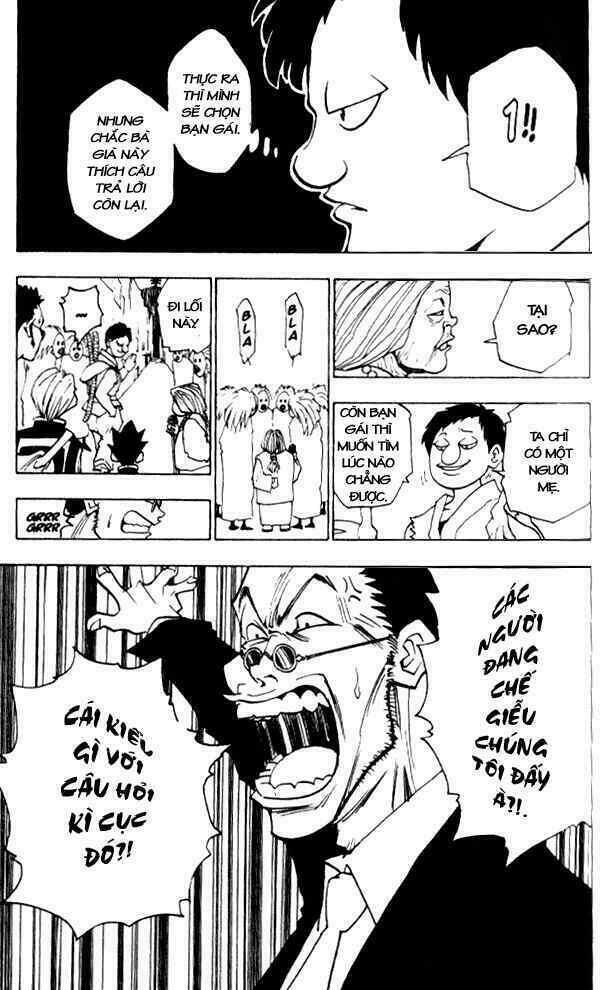 1!!
THỰC RA
THÌ MÌNH
SẼ CHỌN
BẠN GÁI.
NHƯNG
CHẮC BÀ
GIÀ NÀY
THÍCH CÂU
TRẢ LỜI
CÒN LẠI.
TẠI
SAO?
TA CHỈ
CÓ MỘT
NGƯỜI
MẸ.
CÒN BẠN
GÁI THÌ
MUỐN TÌM
LÚC NÀO
CHẲNG
ĐƯỢC.
BLA
BLA
ĐI LỐI
NÀY
GRRR
GRRR
CÁC
NGƯỜI
ĐANG
CHẾ
GIỄU
CHÚNG
TÔI ĐẤY
À?!.
CÁI KIỂU
GÌ VỚI
CÂU HỎI
KÌ CỤC
ĐÓ?!